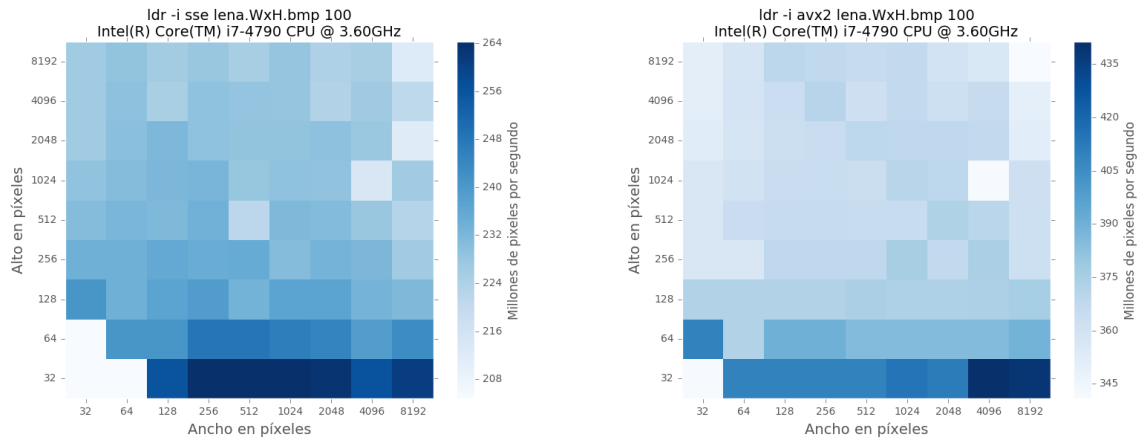 ldr -i sse lena.WxH.bmp 100
Intel(R) Core(TM) i7-4790 CPU @ 3.60GHz
Alto en píxeles
8192
4096
2048
1024
512
256
128
64
32
32 64 128 256 512 1024 2048 4096 8192
Ancho en píxeles
264
256
248
240
232
224
216
208
Millones de pixeles por segundo
ldr -i avx2 lena.WxH.bmp 100
Intel(R) Core(TM) i7-4790 CPU @ 3.60GHz
Alto en píxeles
8192
4096
2048
1024
512
256
128
64
32
32 64 128 256 512 1024 2048 4096 8192
Ancho en píxeles
435
420
405
390
375
360
345
Millones de pixeles por segundo